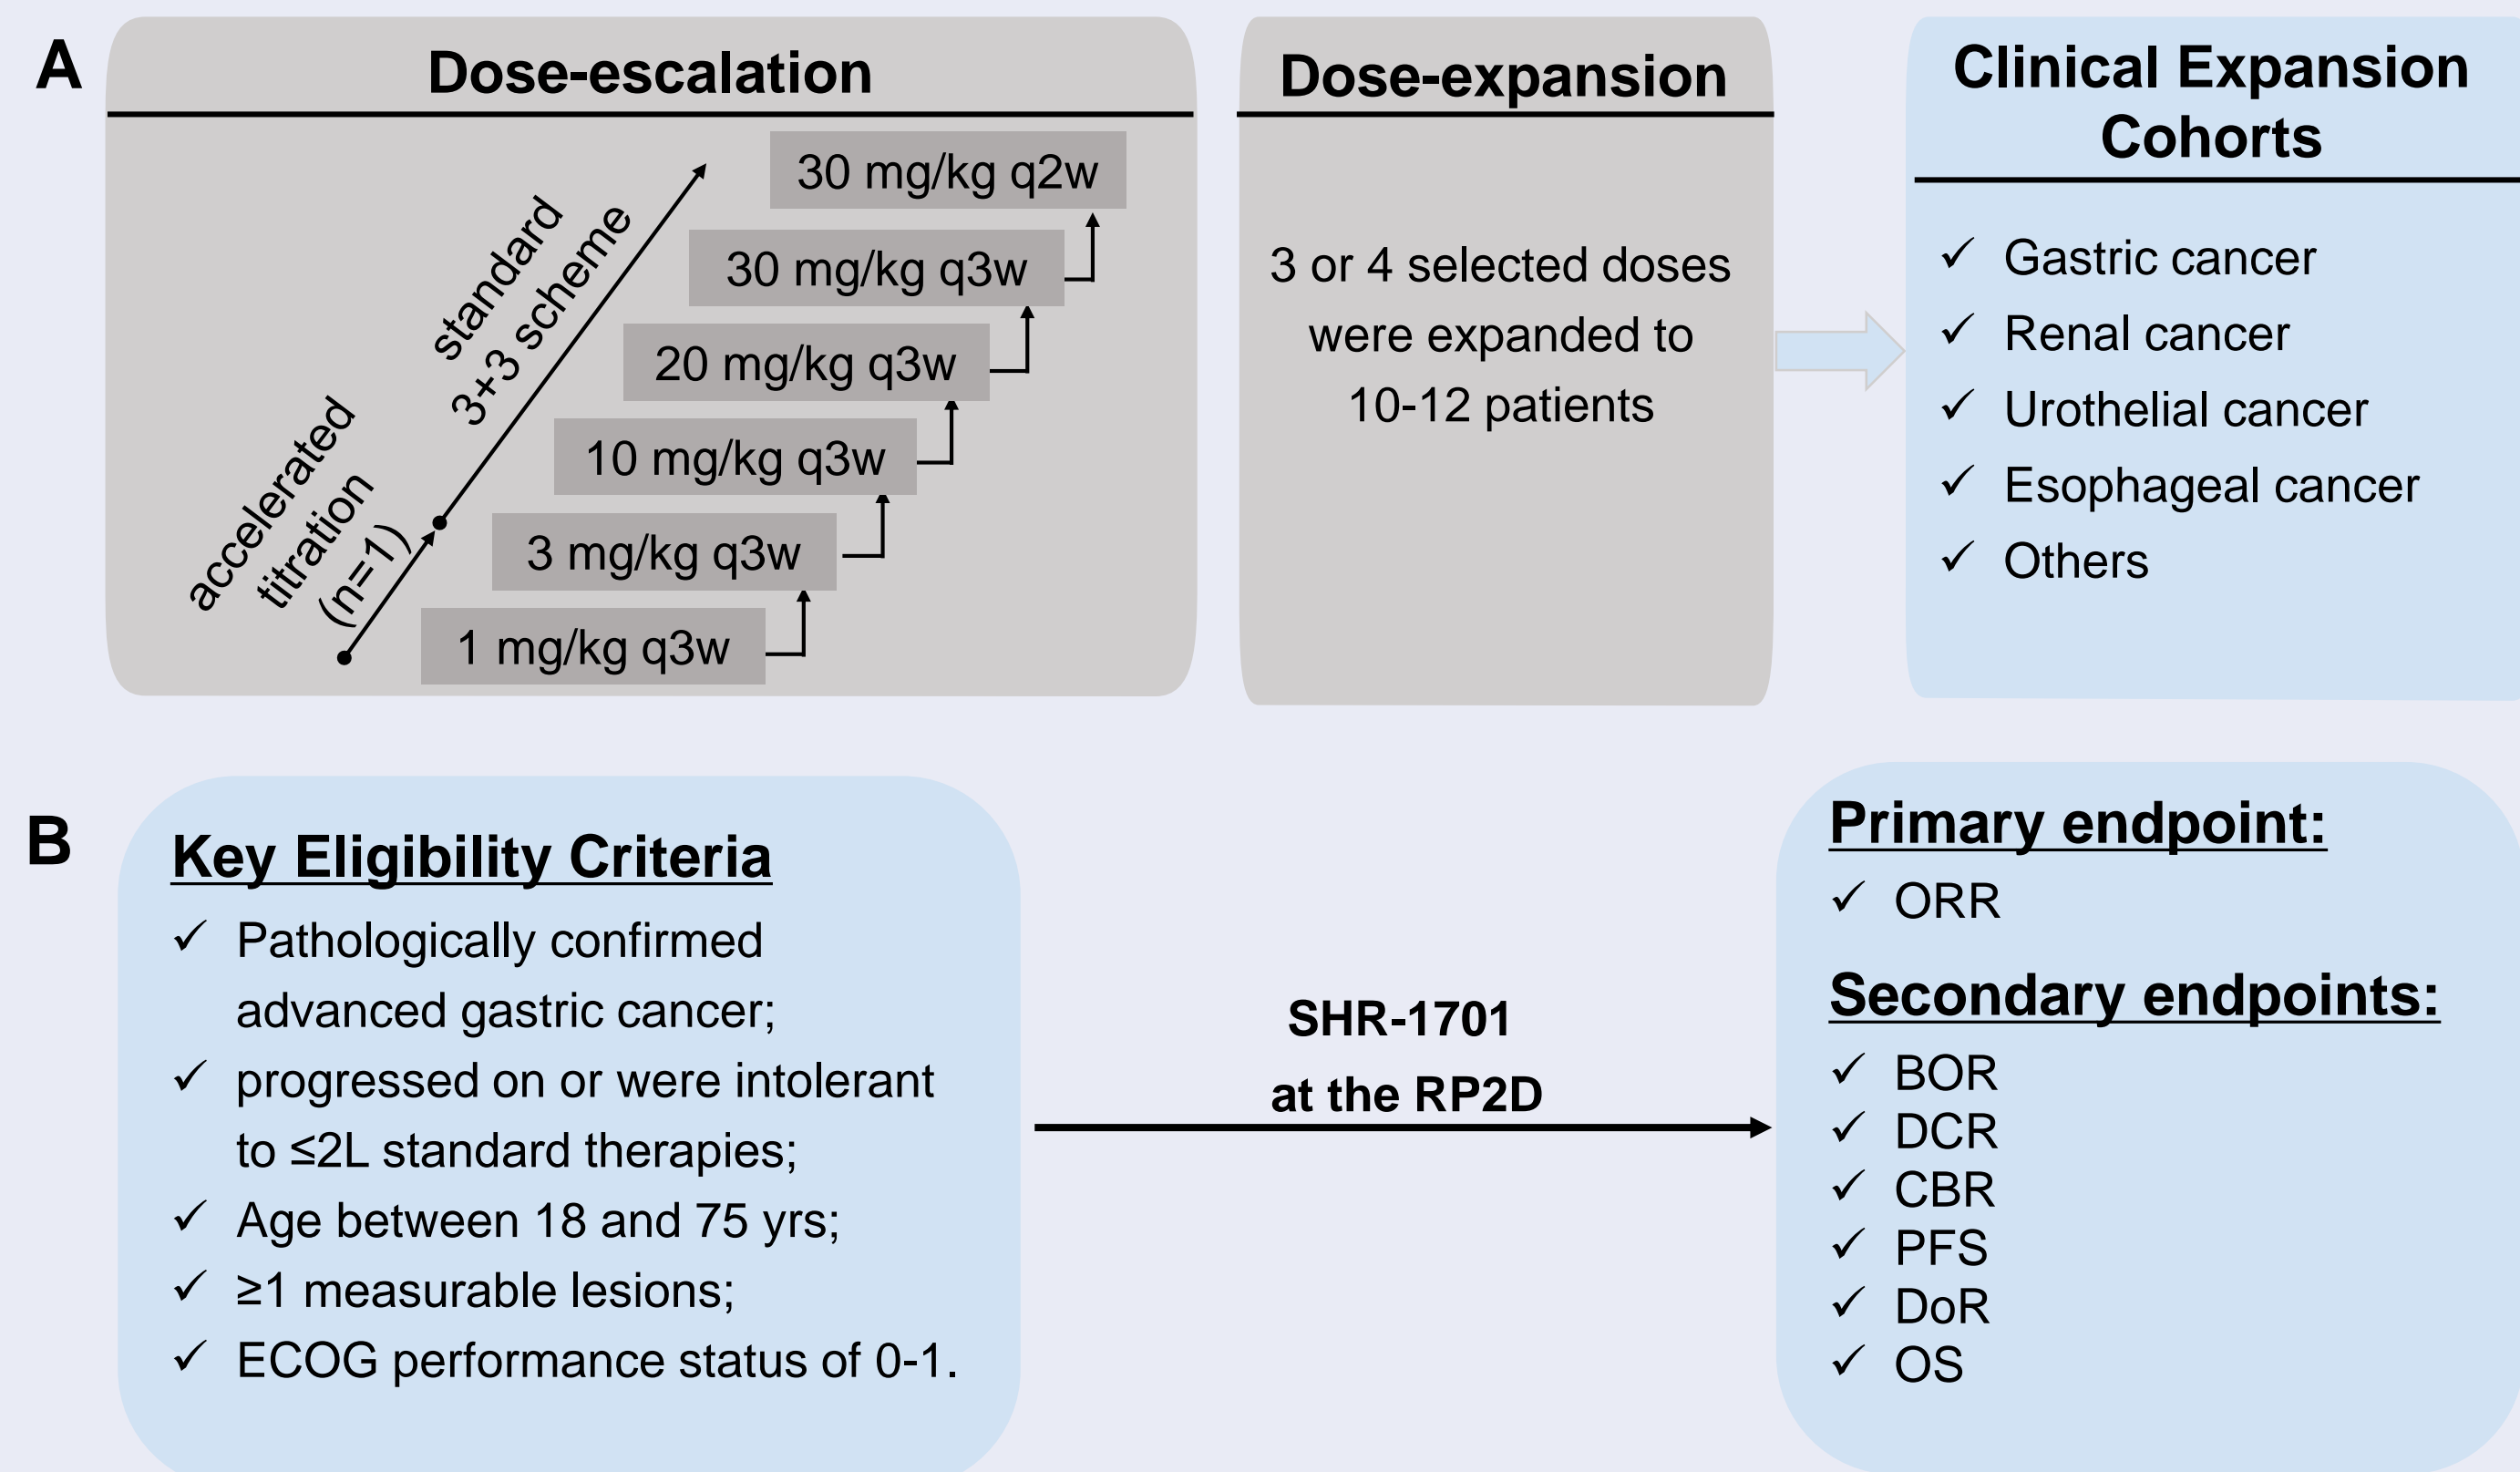 A
Dose-escalation
30 mg/kg q2w
30 mg/kg q3w
20 mg/kg q3w
10 mg/kg q3w
3 mg/kg q3w
1 mg/kg q3w
standard
3+3 scheme
accelerated
titration
(n=1)
Dose-expansion
3 or 4 selected doses
were expanded to
10-12 patients
Clinical Expansion
Cohorts
✓ Gastric cancer
✓ Renal cancer
✓ Urothelial cancer
✓ Esophageal cancer
✓ Others
B
Key Eligibility Criteria
✓ Pathologically confirmed
advanced gastric cancer;
✓ progressed on or were intolerant
to ≤2L standard therapies;
✓ Age between 18 and 75 yrs;
✓ ≥1 measurable lesions;
✓ ECOG performance status of 0-1.
SHR-1701
at the RP2D
Primary endpoint:
✓ ORR
Secondary endpoints:
✓ BOR
✓ DCR
✓ CBR
✓ PFS
✓ DoR
✓ OS